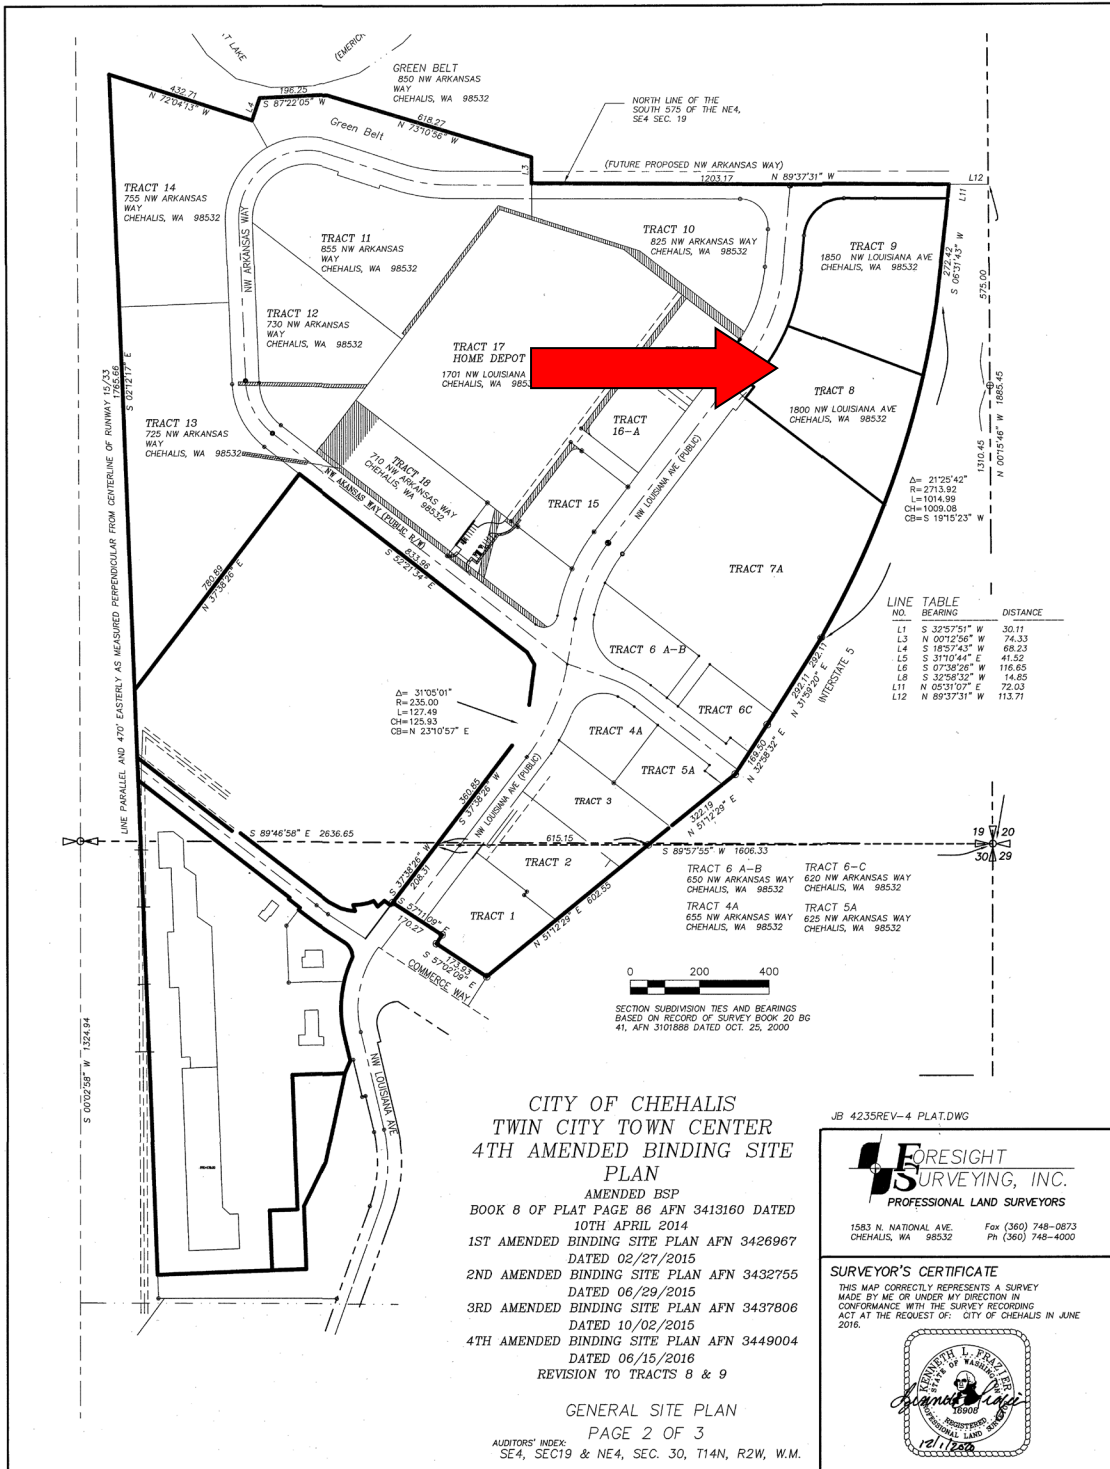 T LAKE
(EMERICK
GREEN BELT
850 NW ARKANSAS
WAY
CHEHALIS, WA 98532
432.71
N 72°04'13" W
L4
196.25
S 87°22'05" W
618.27
N 73°10'56" W
Green Belt
L3
NORTH LINE OF THE
SOUTH 575 OF THE NE4,
SE4 SEC. 19
(FUTURE PROPOSED NW ARKANSAS WAY)
1203.17 N 89°37'31" W
L12
L11
TRACT 14
755 NW ARKANSAS
WAY
CHEHALIS, WA 98532
NW ARKANSAS WAY
TRACT 11
855 NW ARKANSAS
WAY
CHEHALIS, WA 98532
TRACT 10
825 NW ARKANSAS WAY
CHEHALIS, WA 98532
TRACT 9
1850 NW LOUISIANA AVE
CHEHALIS, WA 98532
272.42
S 06°31'43" W
575.00
TRACT 12
730 NW ARKANSAS
WAY
CHEHALIS, WA 98532
TRACT 17
HOME DEPOT
1701 NW LOUISIANA
CHEHALIS, WA
TRACT 8
1800 NW LOUISIANA AVE
CHEHALIS, WA 98532
1765.66
S 02°12'17" E
LINE PARALLEL AND 470' EASTERLY AS MEASURED PERPENDICULAR FROM CENTERLINE OF RUNWAY 15/33
TRACT 13
725 NW ARKANSAS
WAY
CHEHALIS, WA 98532
TRACT
16-A
TRACT 18
710 NW ARKANSAS WAY
CHEHALIS, WA 98532
NW AKANSAS WAY (PUBLIC R/W)
833.96
S 52°21'34" E
TRACT 15
NW LOUISIANA AVE (PUBLIC)
1310.45
N 00°15'46" W 1885.45
Δ= 21°25'42"
R=2713.92
L=1014.99
CH=1009.08
CB=S 19°15'23" W
780.89
N 37°38'26" E
TRACT 7A
LINE TABLE
NO. BEARING DISTANCE
L1 S 32°57'51" W 30.11
L3 N 00°12'56" W 74.33
L4 S 18°57'43" W 68.23
L5 S 31°10'44" E 41.52
L6 S 07°38'26" W 116.65
L8 S 32°58'32" W 14.85
L11 N 05°31'07" E 72.03
L12 N 89°37'31" W 113.71
TRACT 6 A-B
292.11 292.11
N 31°59'20" E
INTERSTATE 5
TRACT 6C
Δ= 31°05'01"
R=235.00
L=127.49
CH=125.93
CB=N 23°10'57" E
TRACT 4A
TRACT 5A
169.50
N 32°58'32" E
TRACT 3
360.85
S 37°38'26" W
NW LOUISIANA AVE (PUBLIC)
322.19
N 51°12'29" E
S 89°46'58" E 2636.65
615.15
S 89°57'55" W 1606.33
19 20
30 29
TRACT 2
S 37°38'26" W
208.31
TRACT 6 A-B
650 NW ARKANSAS WAY
CHEHALIS, WA 98532
TRACT 6-C
620 NW ARKANSAS WAY
CHEHALIS, WA 98532
TRACT 4A
655 NW ARKANSAS WAY
CHEHALIS, WA 98532
TRACT 5A
625 NW ARKANSAS WAY
CHEHALIS, WA 98532
TRACT 1
N 51°12'29" E 602.55
S 57°11'09" E
170.27
173.93
S 57°02'09" E
COMMERCE WAY
0 200 400
SECTION SUBDIVISION TIES AND BEARINGS
BASED ON RECORD OF SURVEY BOOK 20 BG
41, AFN 3101888 DATED OCT. 25, 2000
S 00°02'58" W 1324.94
NW LOUISIANA AVE
CITY OF CHEHALIS
TWIN CITY TOWN CENTER
4TH AMENDED BINDING SITE
PLAN
AMENDED BSP
BOOK 8 OF PLAT PAGE 86 AFN 3413160 DATED
10TH APRIL 2014
1ST AMENDED BINDING SITE PLAN AFN 3426967
DATED 02/27/2015
2ND AMENDED BINDING SITE PLAN AFN 3432755
DATED 06/29/2015
3RD AMENDED BINDING SITE PLAN AFN 3437806
DATED 10/02/2015
4TH AMENDED BINDING SITE PLAN AFN 3449004
DATED 06/15/2016
REVISION TO TRACTS 8 & 9
GENERAL SITE PLAN
PAGE 2 OF 3
AUDITORS' INDEX:
SE4, SEC19 & NE4, SEC. 30, T14N, R2W, W.M.
JB 4235REV-4 PLAT.DWG
FORESIGHT
SURVEYING, INC.
PROFESSIONAL LAND SURVEYORS
1583 N. NATIONAL AVE. Fax (360) 748-0873
CHEHALIS, WA 98532 Ph (360) 748-4000
SURVEYOR'S CERTIFICATE
THIS MAP CORRECTLY REPRESENTS A SURVEY
MADE BY ME OR UNDER MY DIRECTION IN
CONFORMANCE WITH THE SURVEY RECORDING
ACT AT THE REQUEST OF: CITY OF CHEHALIS IN JUNE
2016.
KENNETH L. FRAZIER
STATE OF WASHINGTON
16908
REGISTERED
PROFESSIONAL LAND SURVEYOR